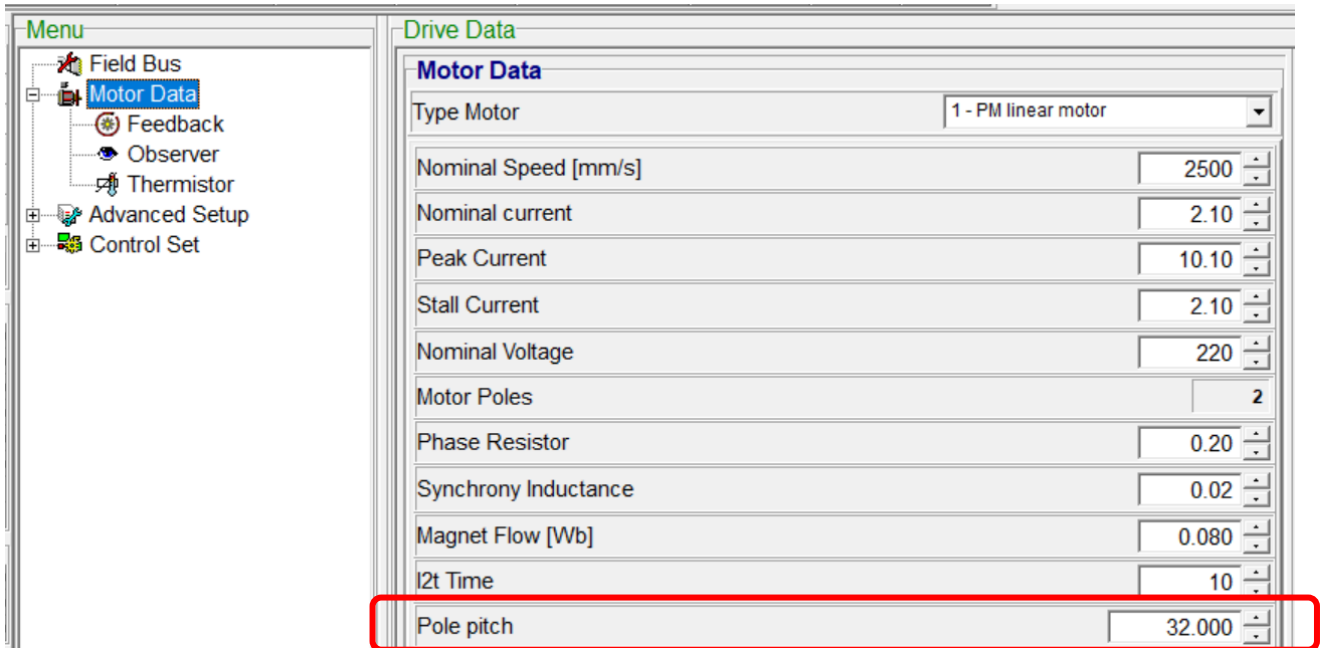 Menu
Field Bus
Motor Data
Feedback
Observer
Thermistor
Advanced Setup
Control Set
Drive Data
Motor Data
Type Motor 1 - PM linear motor
Nominal Speed [mm/s] 2500
Nominal current 2.10
Peak Current 10.10
Stall Current 2.10
Nominal Voltage 220
Motor Poles 2
Phase Resistor 0.20
Synchrony Inductance 0.02
Magnet Flow [Wb] 0.080
I2t Time 10
Pole pitch 32.000